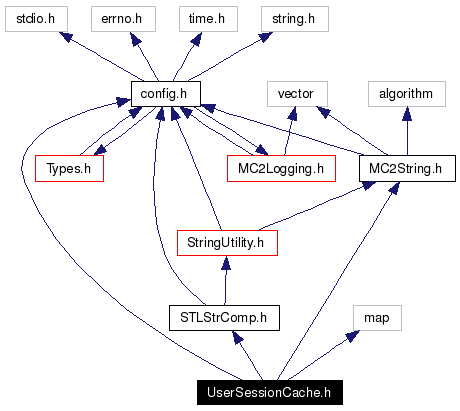 stdio.h
errno.h
time.h
string.h
config.h
vector
algorithm
Types.h
MC2Logging.h
MC2String.h
StringUtility.h
STLStrComp.h
map
UserSessionCache.h